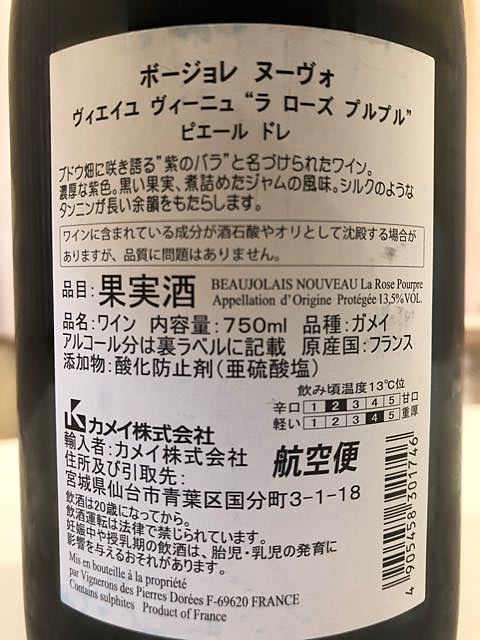 ボージョレ ヌーヴォ
ヴィエイユ ヴィーニュ “ラ ローズ プルプル”
ピエール ドレ
ブドウ畑に咲き誇る”紫のバラ”と名づけられたワイン。
濃厚な紫色。黒い果実、煮詰めたジャムの風味。シルクのような
タンニンが長い余韻をもたらします。
ワインに含まれている成分が酒石酸やオリとして沈殿する場合が
ありますが、品質に問題はありません。
品目:果実酒 BEAUJOLAIS NOUVEAU La Rose Pourpre
Appellation d'Origine Protégée 13,5% VOL.
品名:ワイン 内容量:750ml 品種:ガメイ
アルコール分は裏ラベルに記載 原産国:フランス
添加物:酸化防止剤(亜硫酸塩)
飲み頃温度13℃位
辛口 1 2 3 4 5 甘口
軽い 1 2 3 4 5 重厚
K カメイ株式会社
輸入者:カメイ株式会社
航空便
住所及び引取先:
宮城県仙台市青葉区国分町3-1-18
飲酒は20歳になってから。
飲酒運転は法律で禁じられています。
妊娠中や授乳期の飲酒は、胎児・乳児の発育に
影響を与えるおそれがあります。
Mis en bouteille à la propriété
par Vignerons des Pierres Dorées F-69620 FRANCE
Contains sulphites Product of France
4 905458 301746